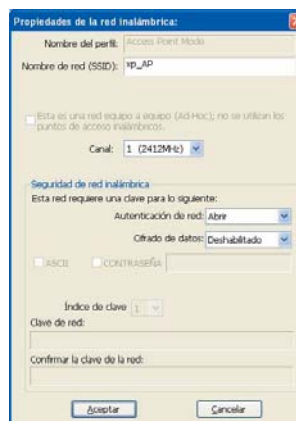 Propiedades de la red inalámbrica:
Nombre del perfil: Access Point Mode
Nombre de red (SSID): xp_AP
Esta es una red equipo a equipo (Ad-Hoc); no se utilizan los
puntos de acceso inalámbricos.
Canal: 1 (2412MHz)
Seguridad de red inalámbrica
Esta red requiere una clave para lo siguiente:
Autenticación de red: Abrir
Cifrado de datos: Deshabilitado
ASCII CONTRASEÑA
Índice de clave 1
Clave de red:
Confirmar la clave de la red:
Aceptar Cancelar